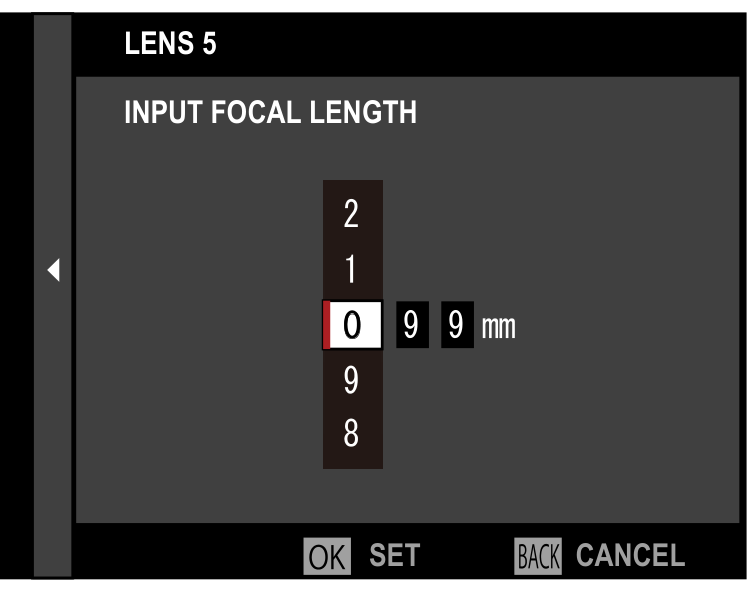 LENS 5
INPUT FOCAL LENGTH
2
1
0 9 9 mm
9
8
OK SET BACK CANCEL